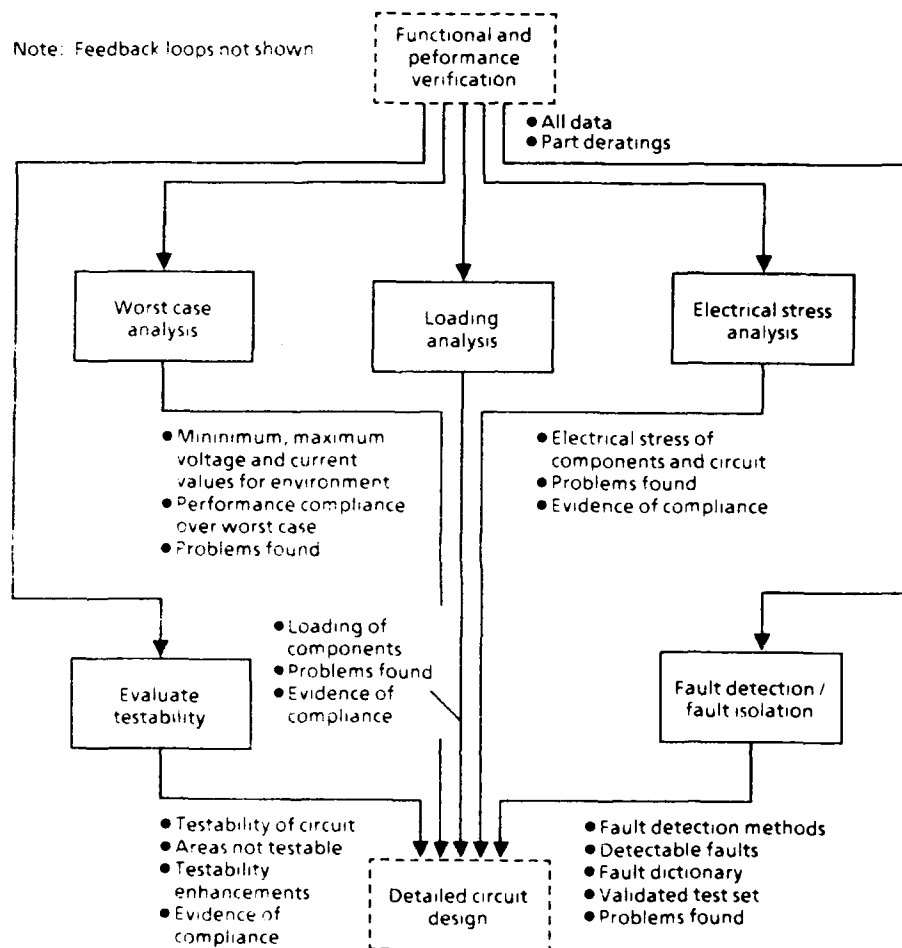 Note: Feedback loops not shown
Functional and
peformance
verification
● All data
● Part deratings
Worst case
analysis
Loading
analysis
Electrical stress
analysis
● Mininimum, maximum
voltage and current
values for environment
● Performance compliance
over worst case
● Problems found
● Electrical stress of
components and circuit
● Problems found
● Evidence of compliance
● Loading of
components
● Problems found
● Evidence of
compliance
Evaluate
testability
Fault detection /
fault isolation
● Testability of circuit
● Areas not testable
● Testability
enhancements
● Evidence of
compliance
Detailed circuit
design
● Fault detection methods
● Detectable faults
● Fault dictionary
● Validated test set
● Problems found